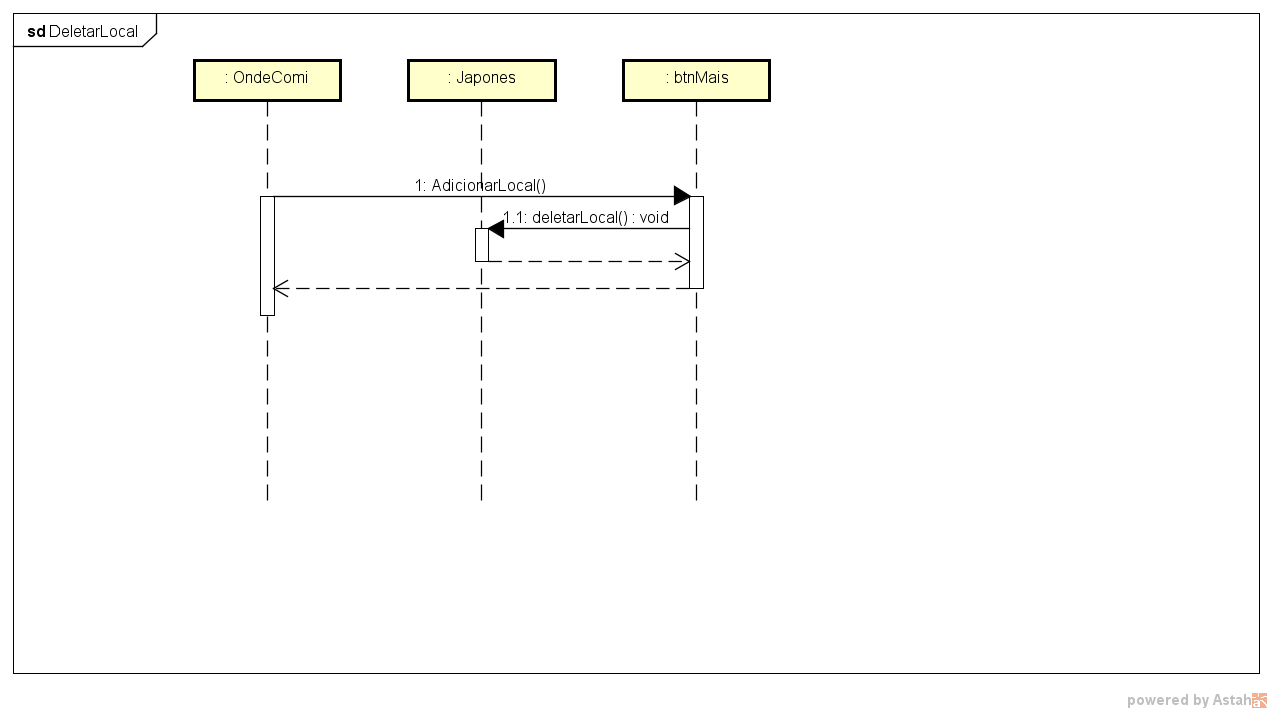 sd DeletarLocal
: OndeComi
: Japones
: btnMais
1: AdicionarLocal()
1.1: deletarLocal() : void
powered by Astah